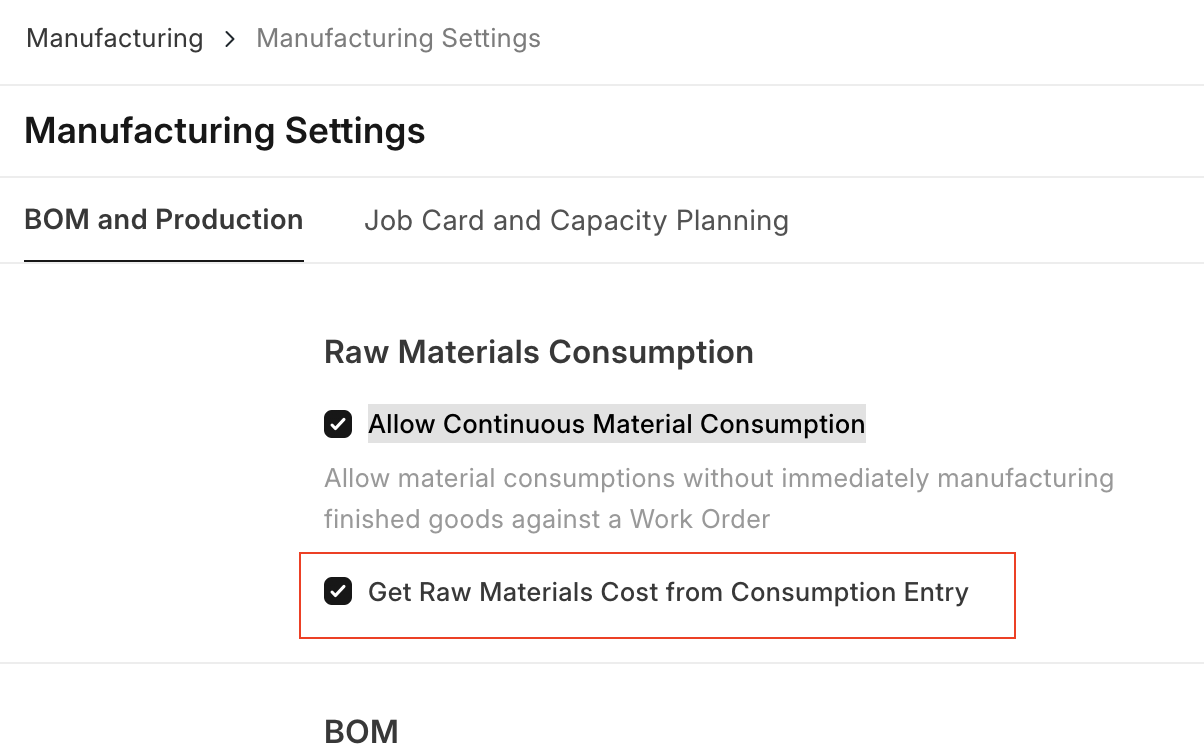 Manufacturing > Manufacturing Settings
Manufacturing Settings
BOM and Production Job Card and Capacity Planning
Raw Materials Consumption
Allow Continuous Material Consumption
Allow material consumptions without immediately manufacturing
finished goods against a Work Order
Get Raw Materials Cost from Consumption Entry
BOM